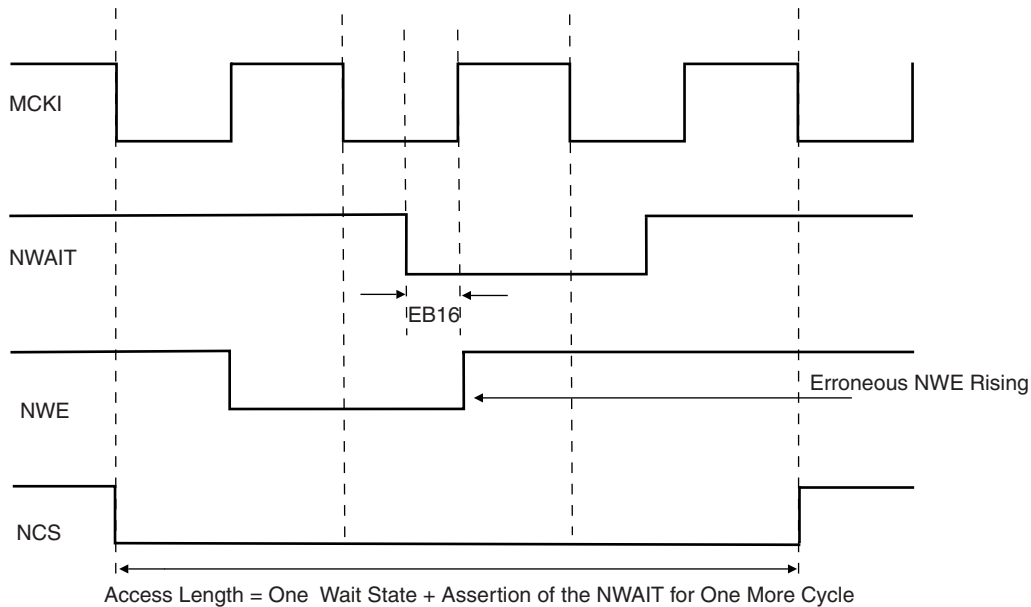 MCKI
NWAIT
EB16
Erroneous NWE Rising
NWE
NCS
Access Length = One Wait State + Assertion of the NWAIT for One More Cycle